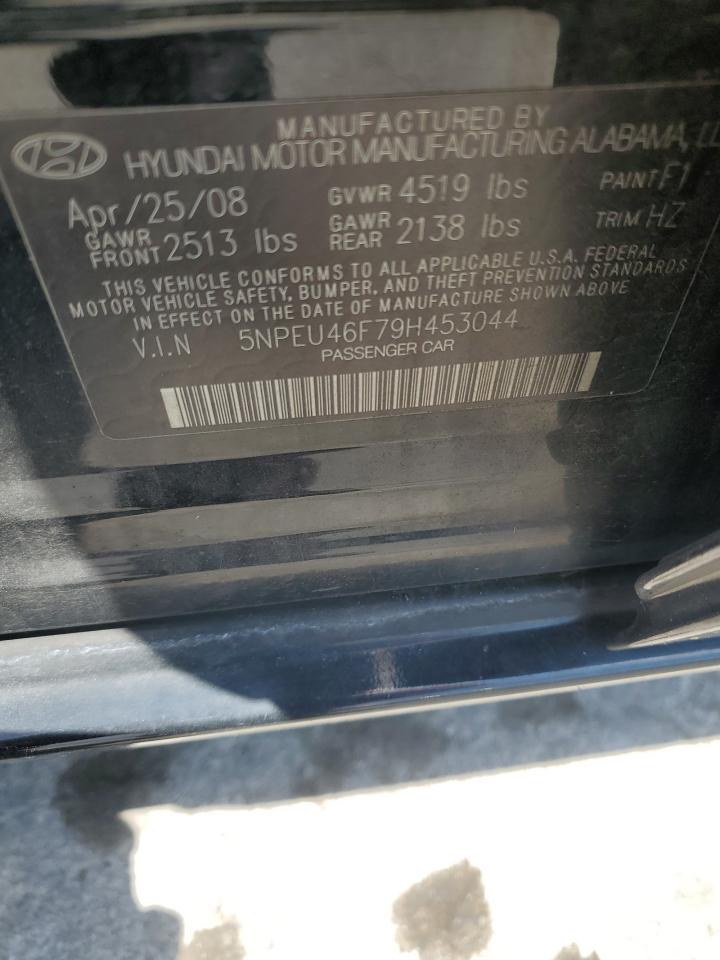 MANUFACTURED BY
HYUNDAI MOTOR MANUFACTURING ALABAMA,
Apr/25/08 GVWR 4519 lbs PAINT F1
GAWR FRONT 2513 lbs GAWR REAR 2138 lbs TRIM HZ
THIS VEHICLE CONFORMS TO ALL APPLICABLE U.S.A. FEDERAL
MOTOR VEHICLE SAFETY, BUMPER, AND THEFT PREVENTION STANDARDS
IN EFFECT ON THE DATE OF MANUFACTURE SHOWN ABOVE
V.I.N 5NPEU46F79H453044
PASSENGER CAR